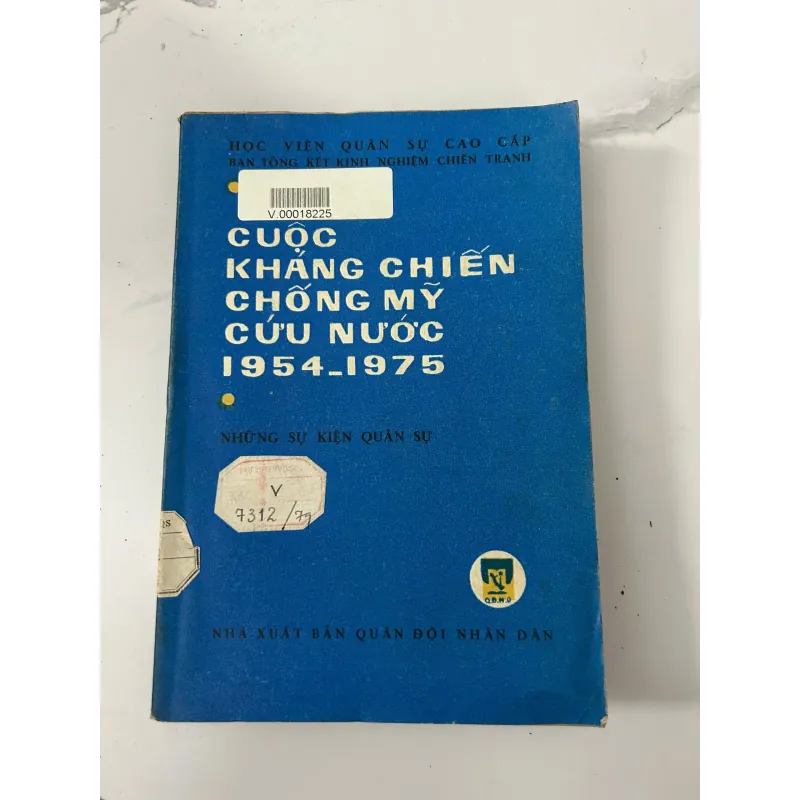 HỌC VIỆN QUÂN SỰ CAO CẤP
BAN TỔNG KẾT KINH NGHIỆM CHIẾN TRANH
V.00018225
CUỘC
KHÁNG CHIẾN
CHỐNG MỸ
CỨU NƯỚC
1954-1975
NHỮNG SỰ KIỆN QUÂN SỰ
V
7312/79
QS
Q.Đ.N.D
NHÀ XUẤT BẢN QUÂN ĐỘI NHÂN DÂN